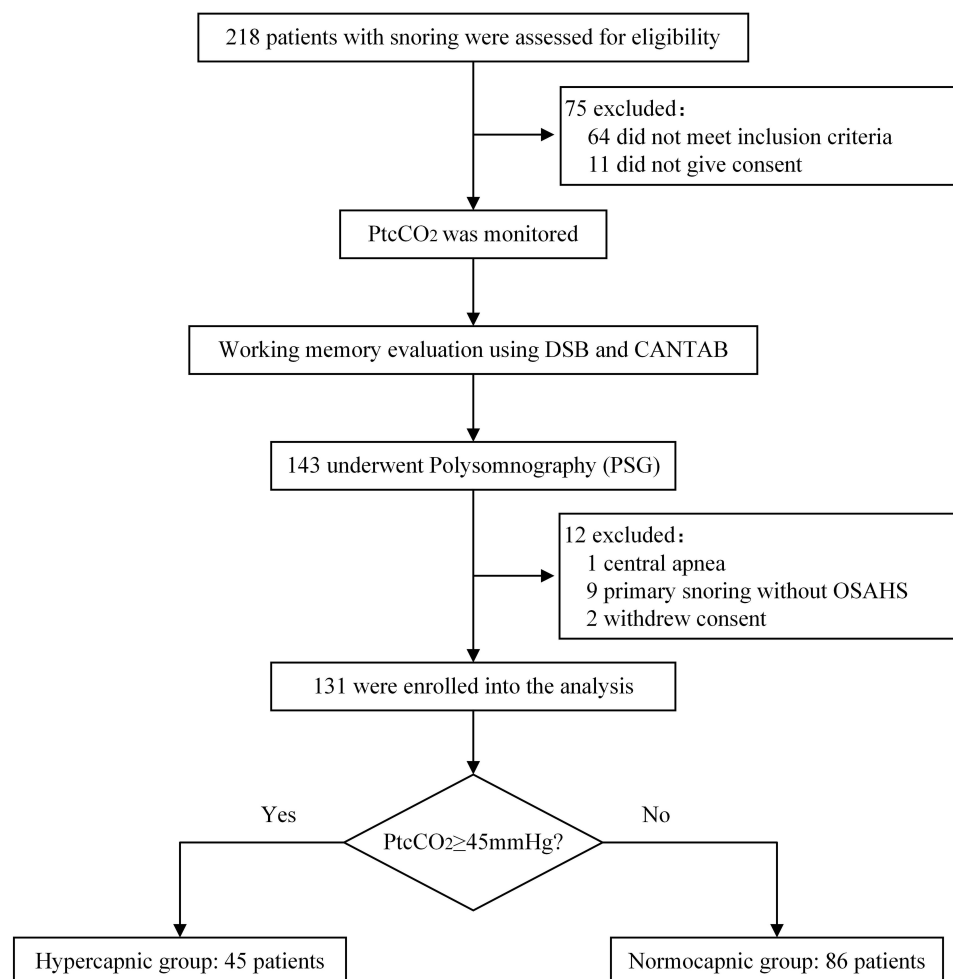 218 patients with snoring were assessed for eligibility
75 excluded：
64 did not meet inclusion criteria
11 did not give consent
PtcCO2 was monitored
Working memory evaluation using DSB and CANTAB
143 underwent Polysomnography (PSG)
12 excluded：
1 central apnea
9 primary snoring without OSAHS
2 withdrew consent
131 were enrolled into the analysis
Yes
No
PtcCO2≥45mmHg?
Hypercapnic group: 45 patients
Normocapnic group: 86 patients